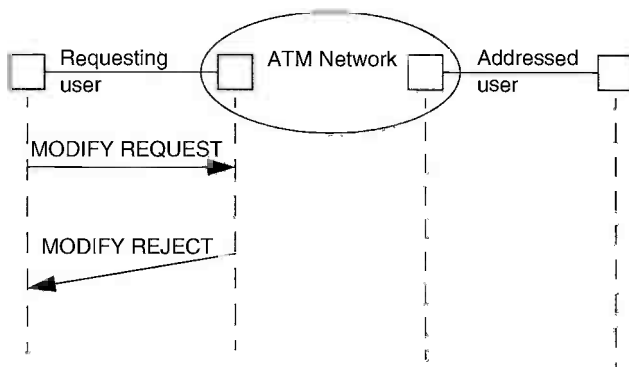 Requesting
user
ATM Network
Addressed
user
MODIFY REQUEST
MODIFY REJECT